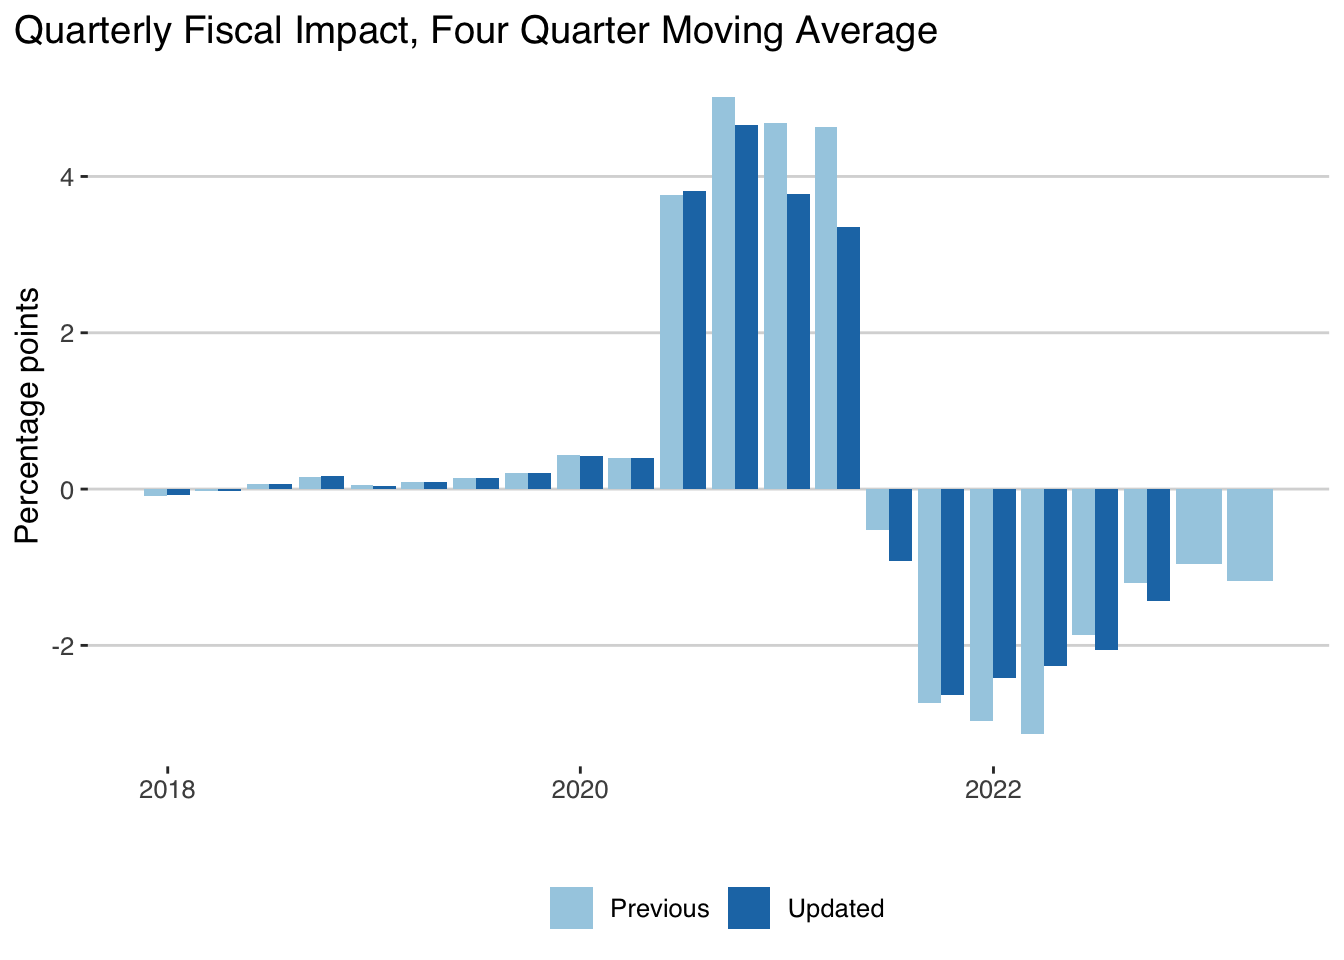 Quarterly Fiscal Impact, Four Quarter Moving Average
Percentage points
4
2
0
-2
2018
2020
2022
Previous
Updated